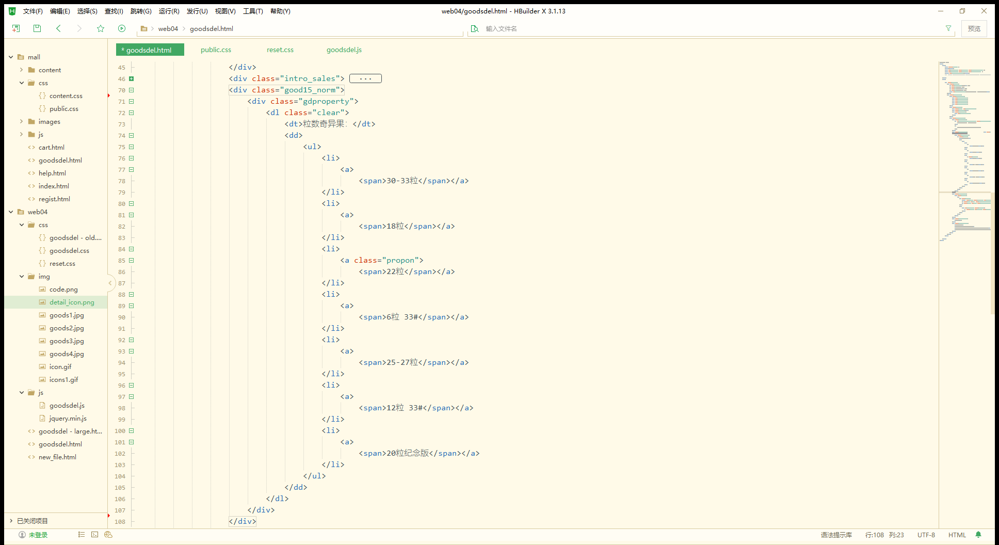 文件(F) 编辑(E) 选择(S) 查找(I) 跳转(G) 运行(R) 发行(U) 视图(V) 工具(T) 帮助(Y) web04/goodsdel.html - HBuilder X 3.1.13
web04 goodsdel.html 输入文件名 预览
* goodsdel.html public.css reset.css goodsdel.js
mall
content
css
content.css
public.css
images
js
cart.html
goodsdel.html
help.html
index.html
regist.html
web04
css
goodsdel - old....
goodsdel.css
reset.css
img
code.png
detail_icon.png
goods1.jpg
goods2.jpg
goods3.jpg
goods4.jpg
icon.gif
icons1.gif
js
goodsdel.js
jquery.min.js
goodsdel - large.ht...
goodsdel.html
new_file.html
已关闭项目
45 </div>
46 <div class="intro_sales"> ...
70 <div class="good15_norm">
71 <div class="gdproperty">
72 <dl class="clear">
73 <dt>粒数奇异果：</dt>
74 <dd>
75 <ul>
76 <li>
77 <a>
78 <span>30-33粒</span></a>
79 </li>
80 <li>
81 <a>
82 <span>18粒</span></a>
83 </li>
84 <li>
85 <a class="propon">
86 <span>22粒</span></a>
87 </li>
88 <li>
89 <a>
90 <span>6粒 33#</span></a>
91 </li>
92 <li>
93 <a>
94 <span>25-27粒</span></a>
95 </li>
96 <li>
97 <a>
98 <span>12粒 33#</span></a>
99 </li>
100 <li>
101 <a>
102 <span>20粒纪念版</span></a>
103 </li>
104 </ul>
105 </dd>
106 </dl>
107 </div>
108 </div>
未登录 语法提示库 行:108 列:23 UTF-8 HTML